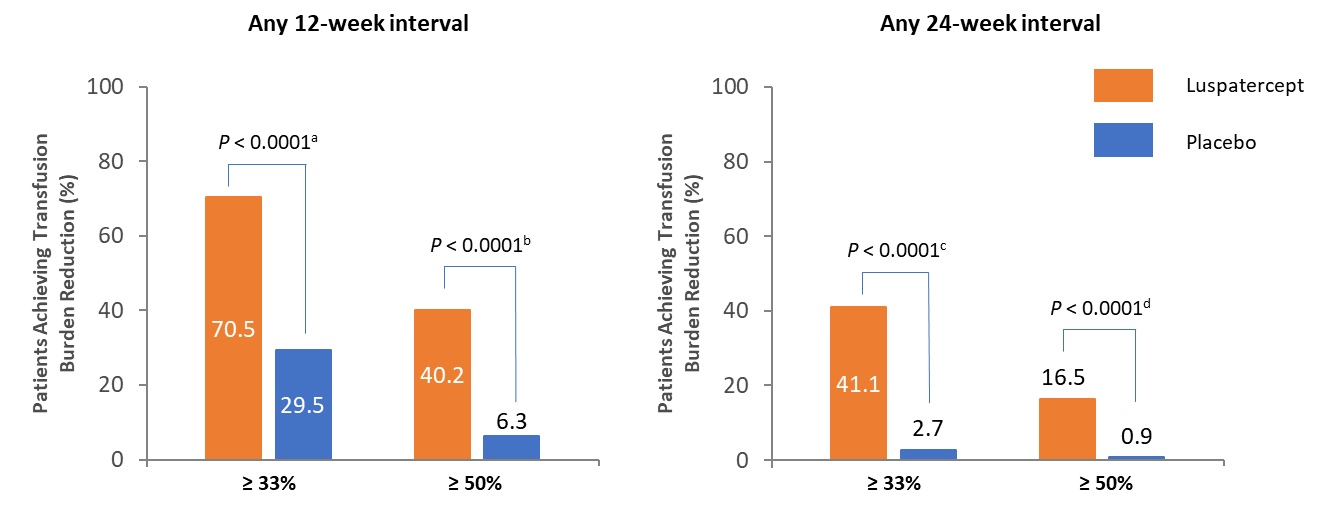 Any 12-week interval
Patients Achieving Transfusion
Burden Reduction (%)
100
80
60
40
20
0
P < 0.0001a
70.5
29.5
P < 0.0001b
40.2
6.3
≥ 33%
≥ 50%
Any 24-week interval
Luspatercept
Placebo
Patients Achieving Transfusion
Burden Reduction (%)
100
80
60
40
20
0
P < 0.0001c
41.1
2.7
P < 0.0001d
16.5
0.9
≥ 33%
≥ 50%